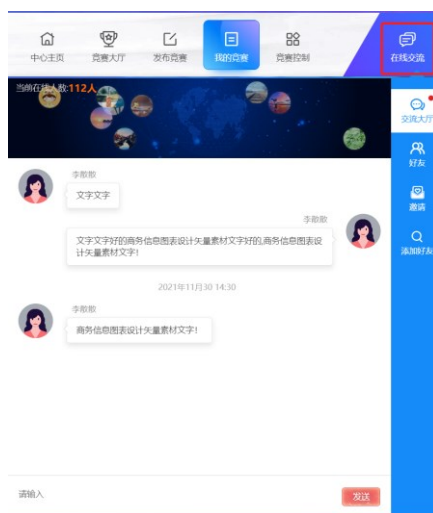 中心主页
竞赛大厅
发布竞赛
我的竞赛
竞赛控制
在线交流
当前在线人数:112人
交流大厅
好友
邀请
添加好友
李散散
文字文字
李散散
文字文字好的商务信息图表设计矢量素材文字好的,商务信息图表设
计矢量素材文字!
2021年11月30 14:30
李散散
商务信息图表设计矢量素材文字!
请输入
发送